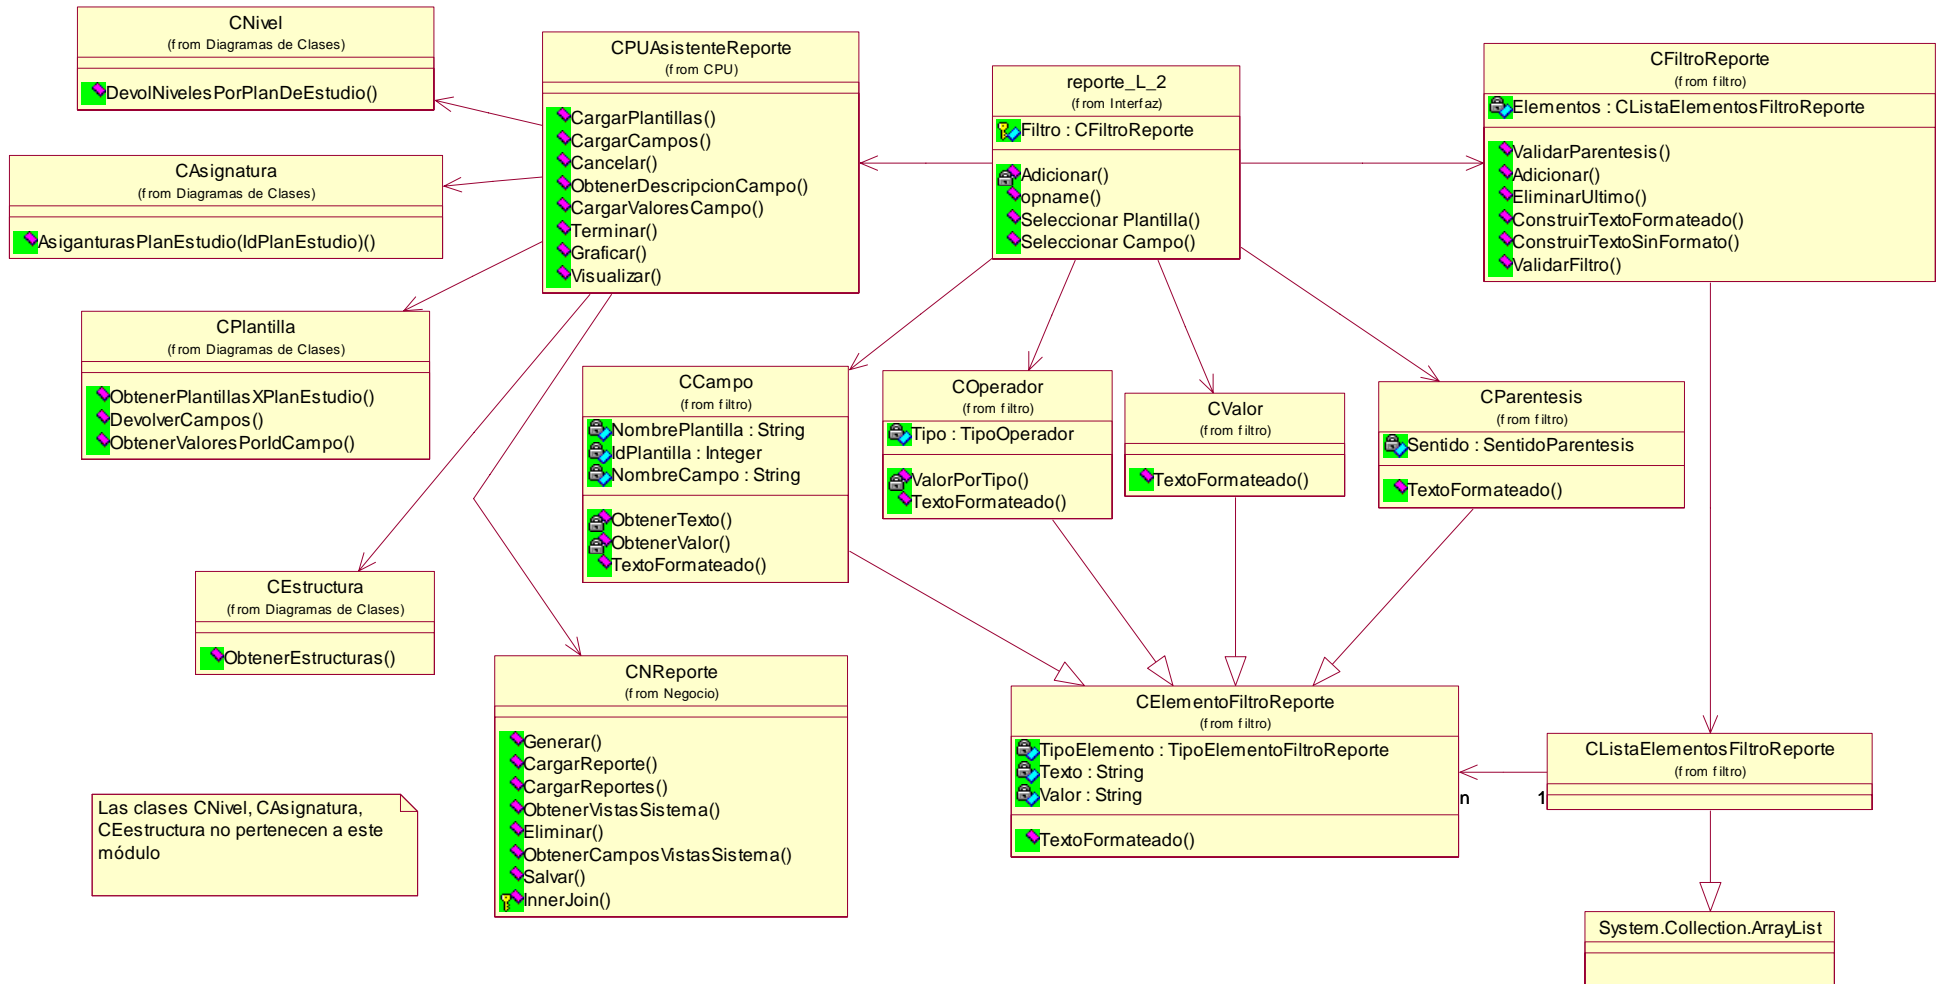 CNivel
(from Diagramas de Clases)
DevolNivelesPorPlanDeEstudio()
CAsignatura
(from Diagramas de Clases)
AsiganturasPlanEstudio(IdPlanEstudio)()
CPlantilla
(from Diagramas de Clases)
ObtenerPlantillasXPlanEstudio()
DevolverCampos()
ObtenerValoresPorIdCampo()
CEstructura
(from Diagramas de Clases)
ObtenerEstructuras()
Las clases CNivel, CAsignatura,
CEestructura no pertenecen a este
módulo
CPUAsistenteReporte
(from CPU)
CargarPlantillas()
CargarCampos()
Cancelar()
ObtenerDescripcionCampo()
CargarValoresCampo()
Terminar()
Graficar()
Visualizar()
reporte_L_2
(from Interfaz)
Filtro : CFiltroReporte
Adicionar()
opname()
Seleccionar Plantilla()
Seleccionar Campo()
CFiltroReporte
(from filtro)
Elementos : CListaElementosFiltroReporte
ValidarParentesis()
Adicionar()
EliminarUltimo()
ConstruirTextoFormateado()
ConstruirTextoSinFormato()
ValidarFiltro()
CCampo
(from filtro)
NombrePlantilla : String
IdPlantilla : Integer
NombreCampo : String
ObtenerTexto()
ObtenerValor()
TextoFormateado()
COperador
(from filtro)
Tipo : TipoOperador
ValorPorTipo()
TextoFormateado()
CValor
(from filtro)
TextoFormateado()
CParentesis
(from filtro)
Sentido : SentidoParentesis
TextoFormateado()
CNReporte
(from Negocio)
Generar()
CargarReporte()
CargarReportes()
ObtenerVistasSistema()
Eliminar()
ObtenerCamposVistasSistema()
Salvar()
InnerJoin()
CElementoFiltroReporte
(from filtro)
TipoElemento : TipoElementoFiltroReporte
Texto : String
Valor : String
TextoFormateado()
n
1
CListaElementosFiltroReporte
(from filtro)
System.Collection.ArrayList